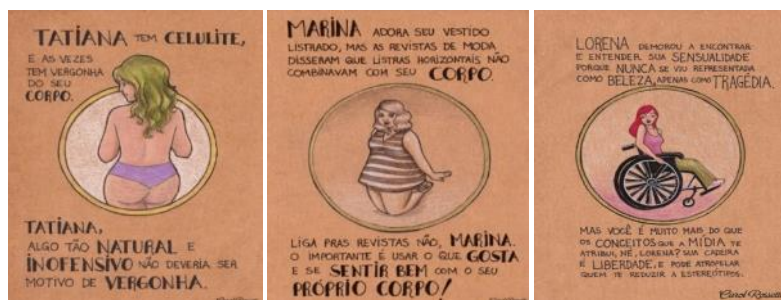 TATIANA TEM CELULITE,
E AS VEZES
TEM VERGONHA
DO SEU
CORPO.
TATIANA,
ALGO TÃO NATURAL E
INOFENSIVO NÃO DEVERIA SER
MOTIVO DE VERGONHA.
MARINA ADORA SEU VESTIDO
LISTRADO, MAS AS REVISTAS DE MODA
DISSERAM QUE LISTRAS HORIZONTAIS NÃO
COMBINAVAM COM SEU CORPO.
LIGA PRAS REVISTAS NÃO, MARINA.
O IMPORTANTE É USAR O QUE GOSTA
E SE SENTIR BEM COM O SEU
PRÓPRIO CORPO!
LORENA DEMOROU A ENCONTRAR
E ENTENDER SUA SENSUALIDADE
PORQUE NUNCA SE VIU REPRESENTADA
COMO BELEZA, APENAS COMO TRAGÉDIA.
MAS VOCÊ É MUITO MAIS DO QUE
OS CONCEITOS QUE A MÍDIA TE
ATRIBUI, NÉ, LORENA? SUA CADEIRA
É LIBERDADE, E PODE ATROPELAR
QUEM TE REDUZIR A ESTEREÓTIPOS.
Carol Rossetti